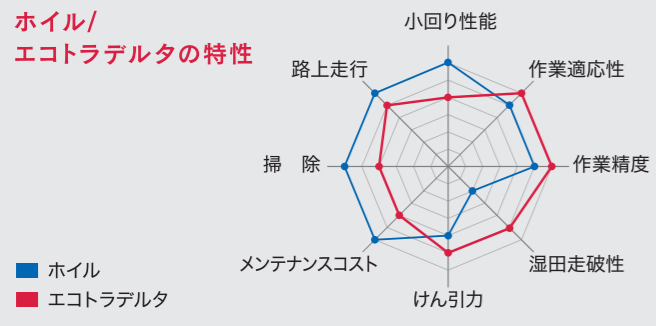 ホイル/
エコトラデルタの特性
小回り性能
路上走行
作業適応性
掃　除
作業精度
メンテナンスコスト
湿田走破性
けん引力
ホイル
エコトラデルタ